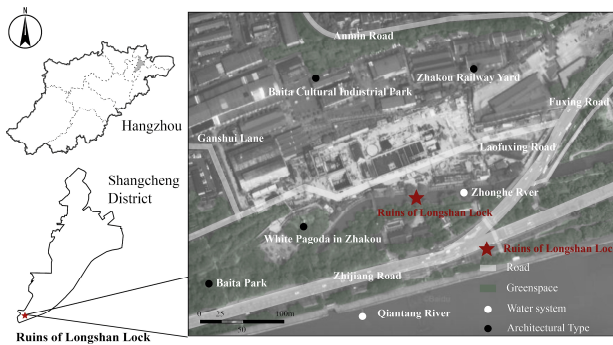 N
Hangzhou
Shangcheng
District
Ruins of Longshan Lock
Anmin Road
Zhakou Railway Yard
Baita Cultural Industrial Park
Fuxing Road
Ganshui Lane
Laofuxing Road
Zhonghe Rver
Ruins of Longshan Lock
White Pagoda in Zhakou
Ruins of Longshan Loc
Zhijiang Road
Road
Baita Park
Greenspace
Water system
Qiantang River
Architectural Type
0 25 100m
50